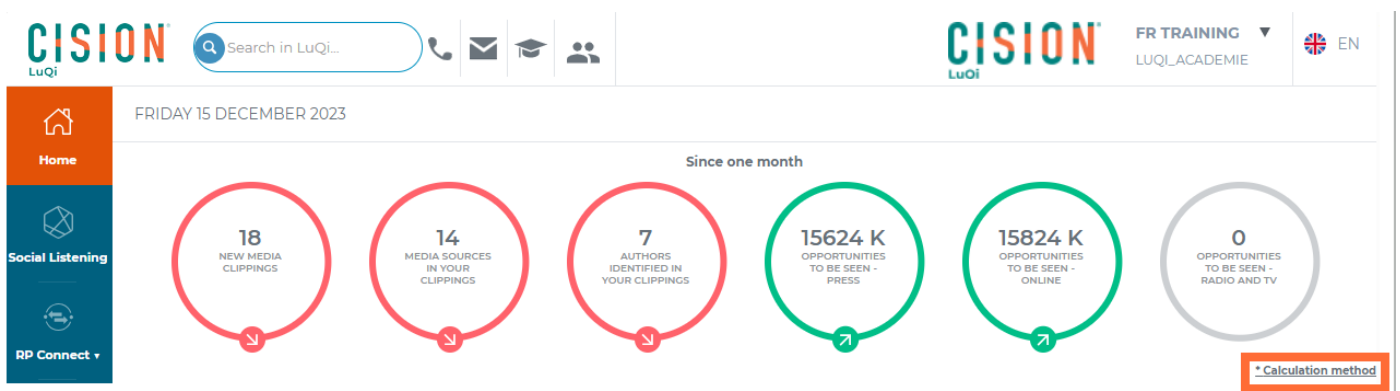 CISION
LuQi
Search in LuQi...
CISION
LuQi
FR TRAINING ▼
LUQI_ACADEMIE
EN
Home
Social Listening
RP Connect ▾
FRIDAY 15 DECEMBER 2023
Since one month
18
NEW MEDIA
CLIPPINGS
14
MEDIA SOURCES
IN YOUR
CLIPPINGS
7
AUTHORS
IDENTIFIED IN
YOUR CLIPPINGS
15624 K
OPPORTUNITIES
TO BE SEEN -
PRESS
15824 K
OPPORTUNITIES
TO BE SEEN -
ONLINE
0
OPPORTUNITIES
TO BE SEEN -
RADIO AND TV
* Calculation method